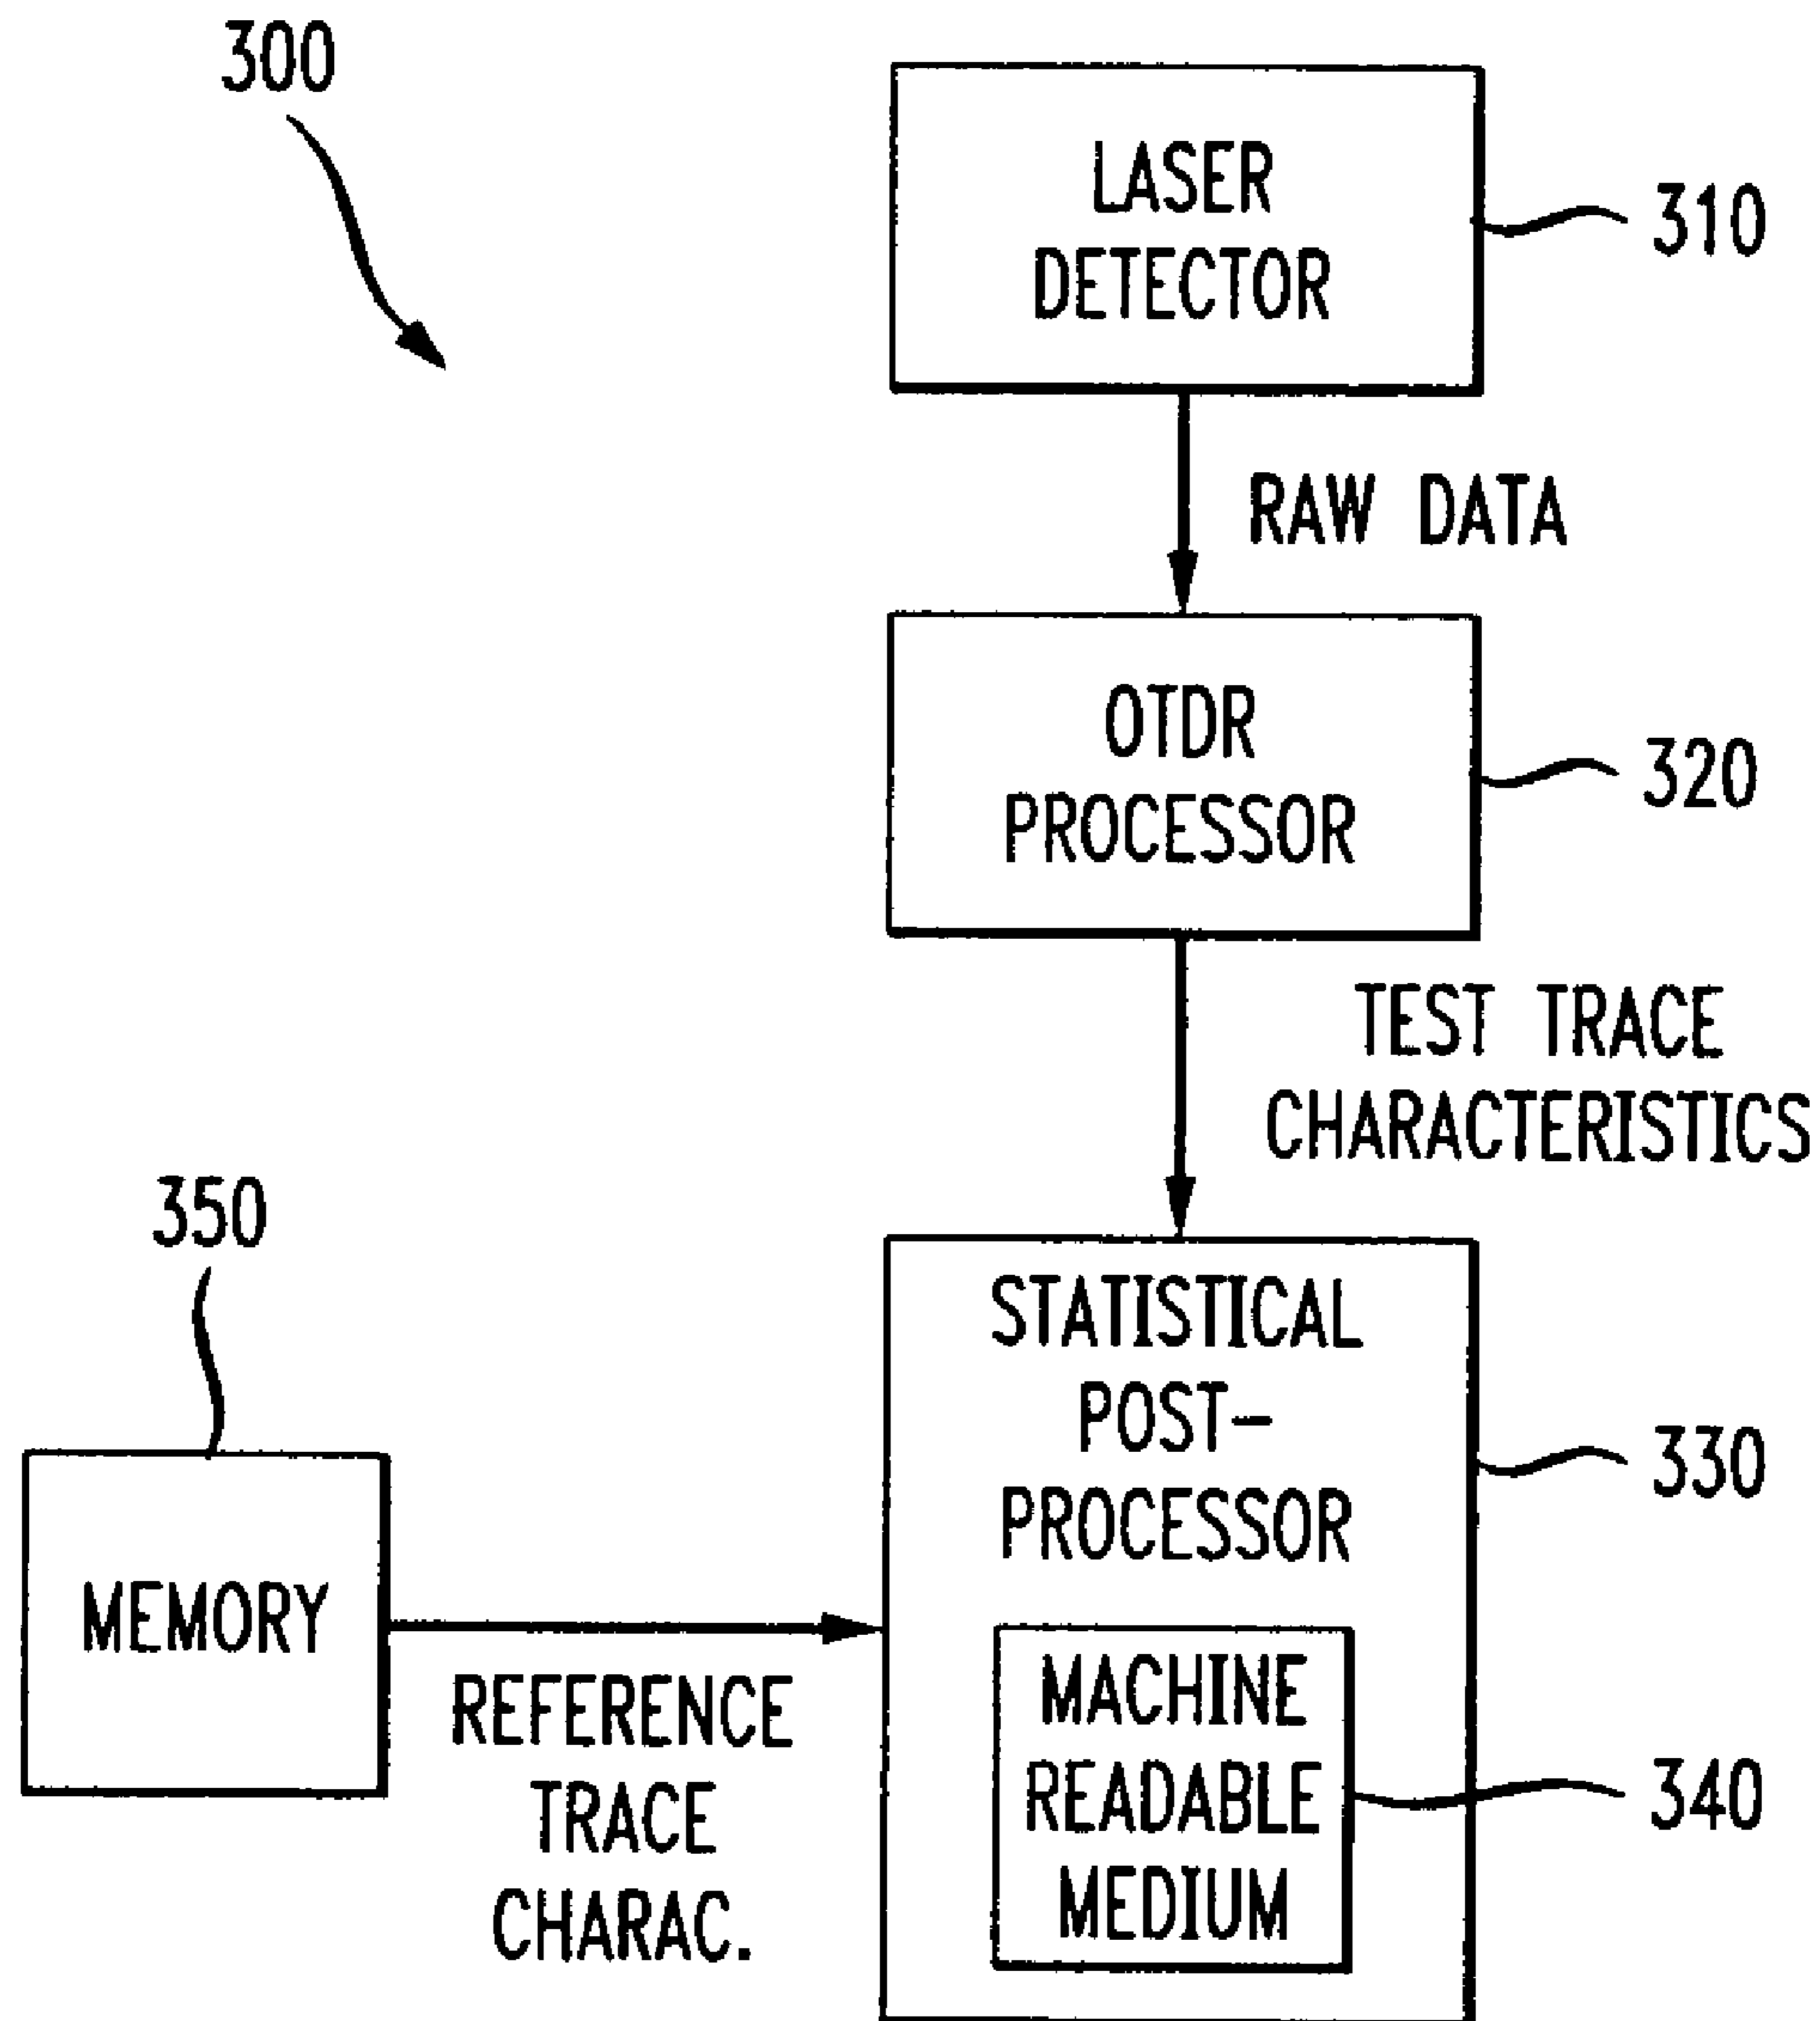 300
LASER
DETECTOR
310
RAW DATA
OTDR
PROCESSOR
320
TEST TRACE
CHARACTERISTICS
350
STATISTICAL
POST-
PROCESSOR
330
MEMORY
REFERENCE
TRACE
CHARAC.
MACHINE
READABLE
MEDIUM
340